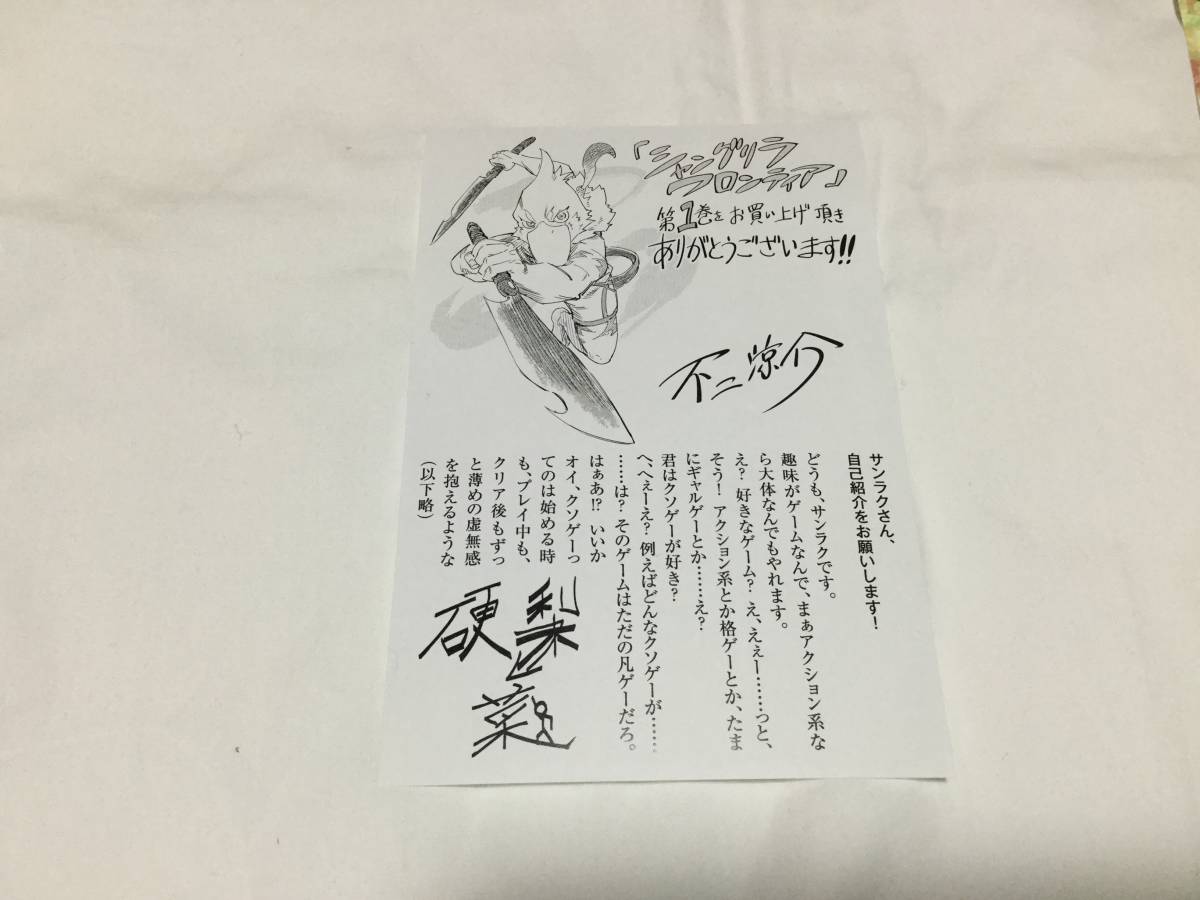 「シャングリラ
フロンティア」
第1巻をお買い上げ頂き
ありがとうございます!!
不二涼介
サンラクさん、
自己紹介をお願いします!
どうも、サンラクです。
趣味がゲームなんで、まぁアクション系な
ら大体なんでもやれます。
え? 好きなゲーム? え、えぇー……っと、
そう! アクション系とか格ゲーとか、たま
にギャルゲーとか……え?
君はクソゲーが好き?
へ、へぇーえ? 例えばどんなクソゲーが……
……は? そのゲームはただの凡ゲーだろ。
はぁあ!? いいか
オイ、クソゲーっ
てのは始める時
も、プレイ中も、
クリア後もずっ
と薄めの虚無感
を抱えるような
(以下略)
硬梨菜